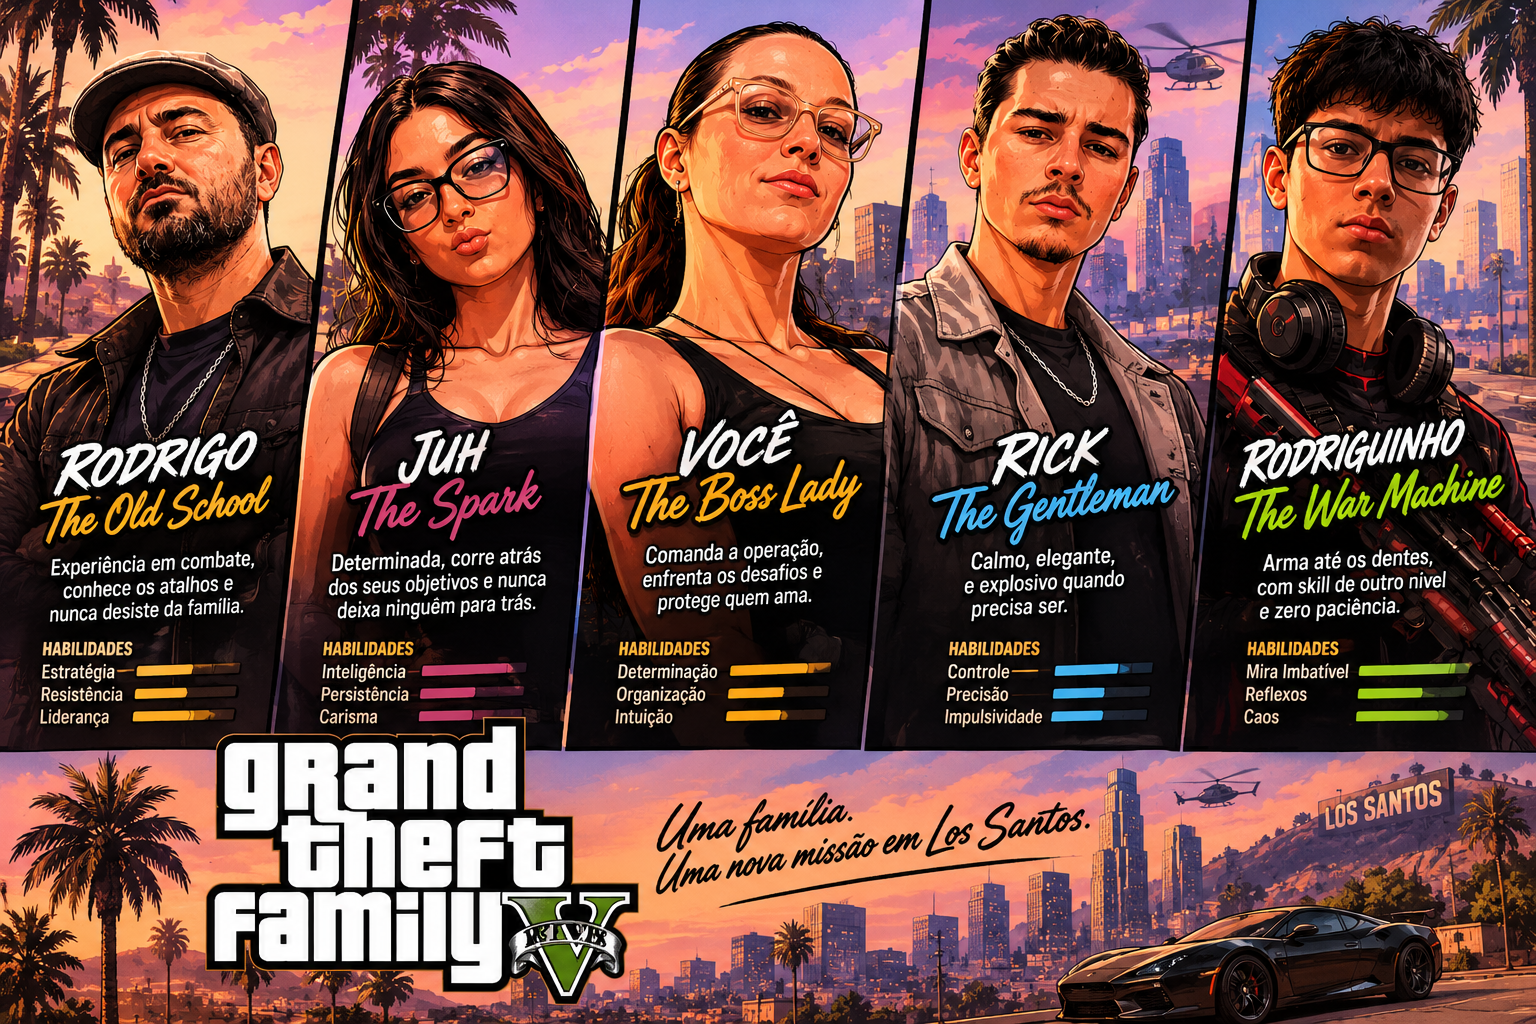 RODRIGO
The Old School
Experiência em combate,
conhece os atalhos e
nunca desiste da família.
HABILIDADES
Estratégia
Resistência
Liderança
JUH
The Spark
Determinada, corre atrás
dos seus objetivos e nunca
deixa ninguém para trás.
HABILIDADES
Inteligência
Persistência
Carisma
VOCÊ
The Boss Lady
Comanda a operação,
enfrenta os desafios e
protege quem ama.
HABILIDADES
Determinação
Organização
Intuição
RICK
The Gentleman
Calmo, elegante,
e explosivo quando
precisa ser.
HABILIDADES
Controle
Precisão
Impulsividade
RODRIGUINHO
The War Machine
Arma até os dentes,
com skill de outro nivel
e zero paciência.
HABILIDADES
Mira Imbatível
Reflexos
Caos
grand
theft
family V
FIVE
Uma família.
Uma nova missão em Los Santos.
LOS SANTOS